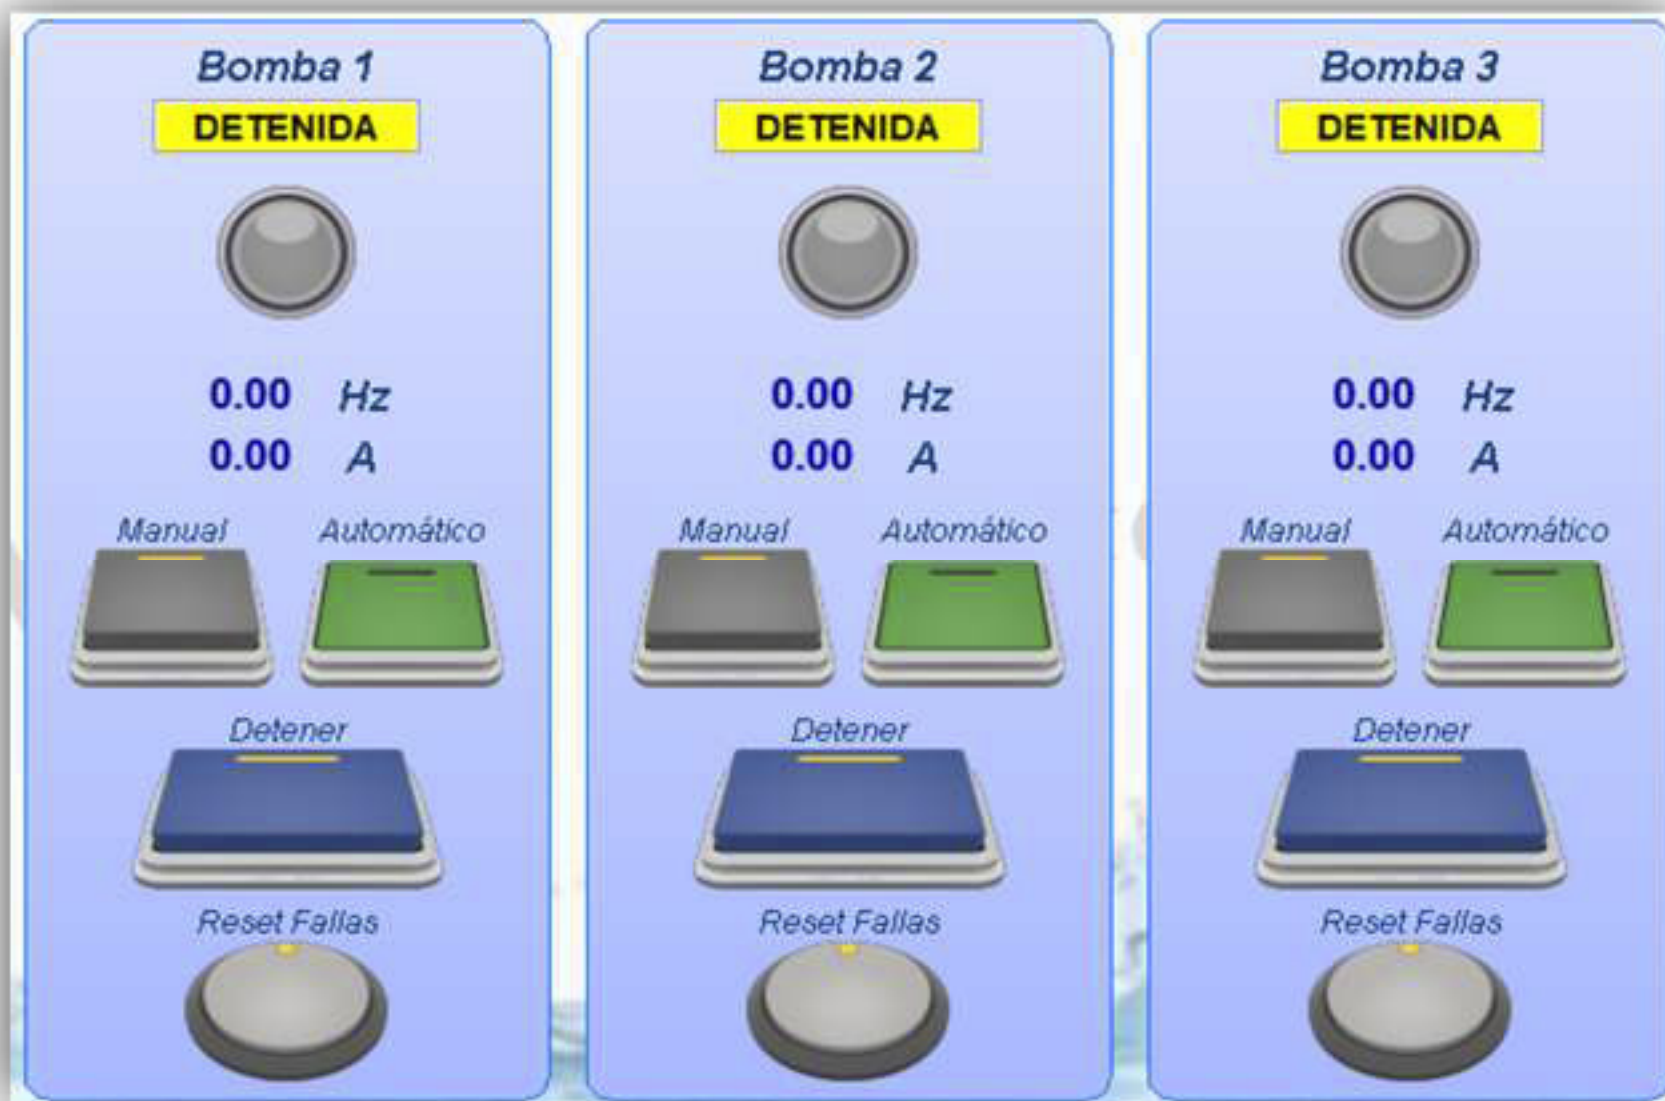 Bomba 1
DETENIDA
0.00 Hz
0.00 A
Manual Automático
Detener
Reset Fallas
Bomba 2
DETENIDA
0.00 Hz
0.00 A
Manual Automático
Detener
Reset Fallas
Bomba 3
DETENIDA
0.00 Hz
0.00 A
Manual Automático
Detener
Reset Fallas